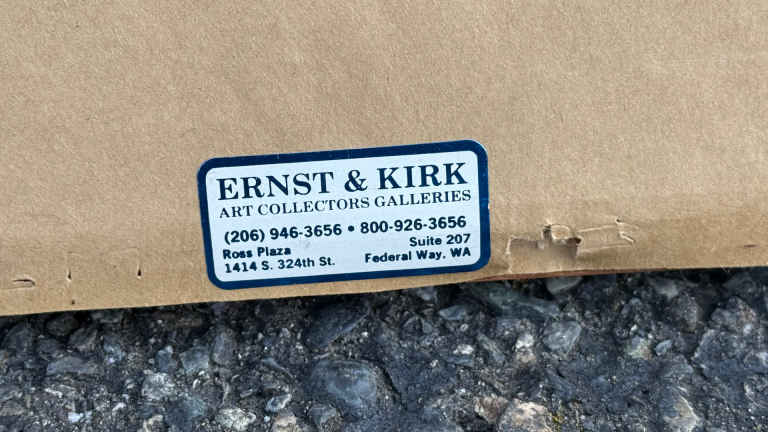 ERNST & KIRK
ART COLLECTORS GALLERIES
(206) 946-3656 • 800-926-3656
Ross Plaza Suite 207
1414 S. 324th St. Federal Way, WA